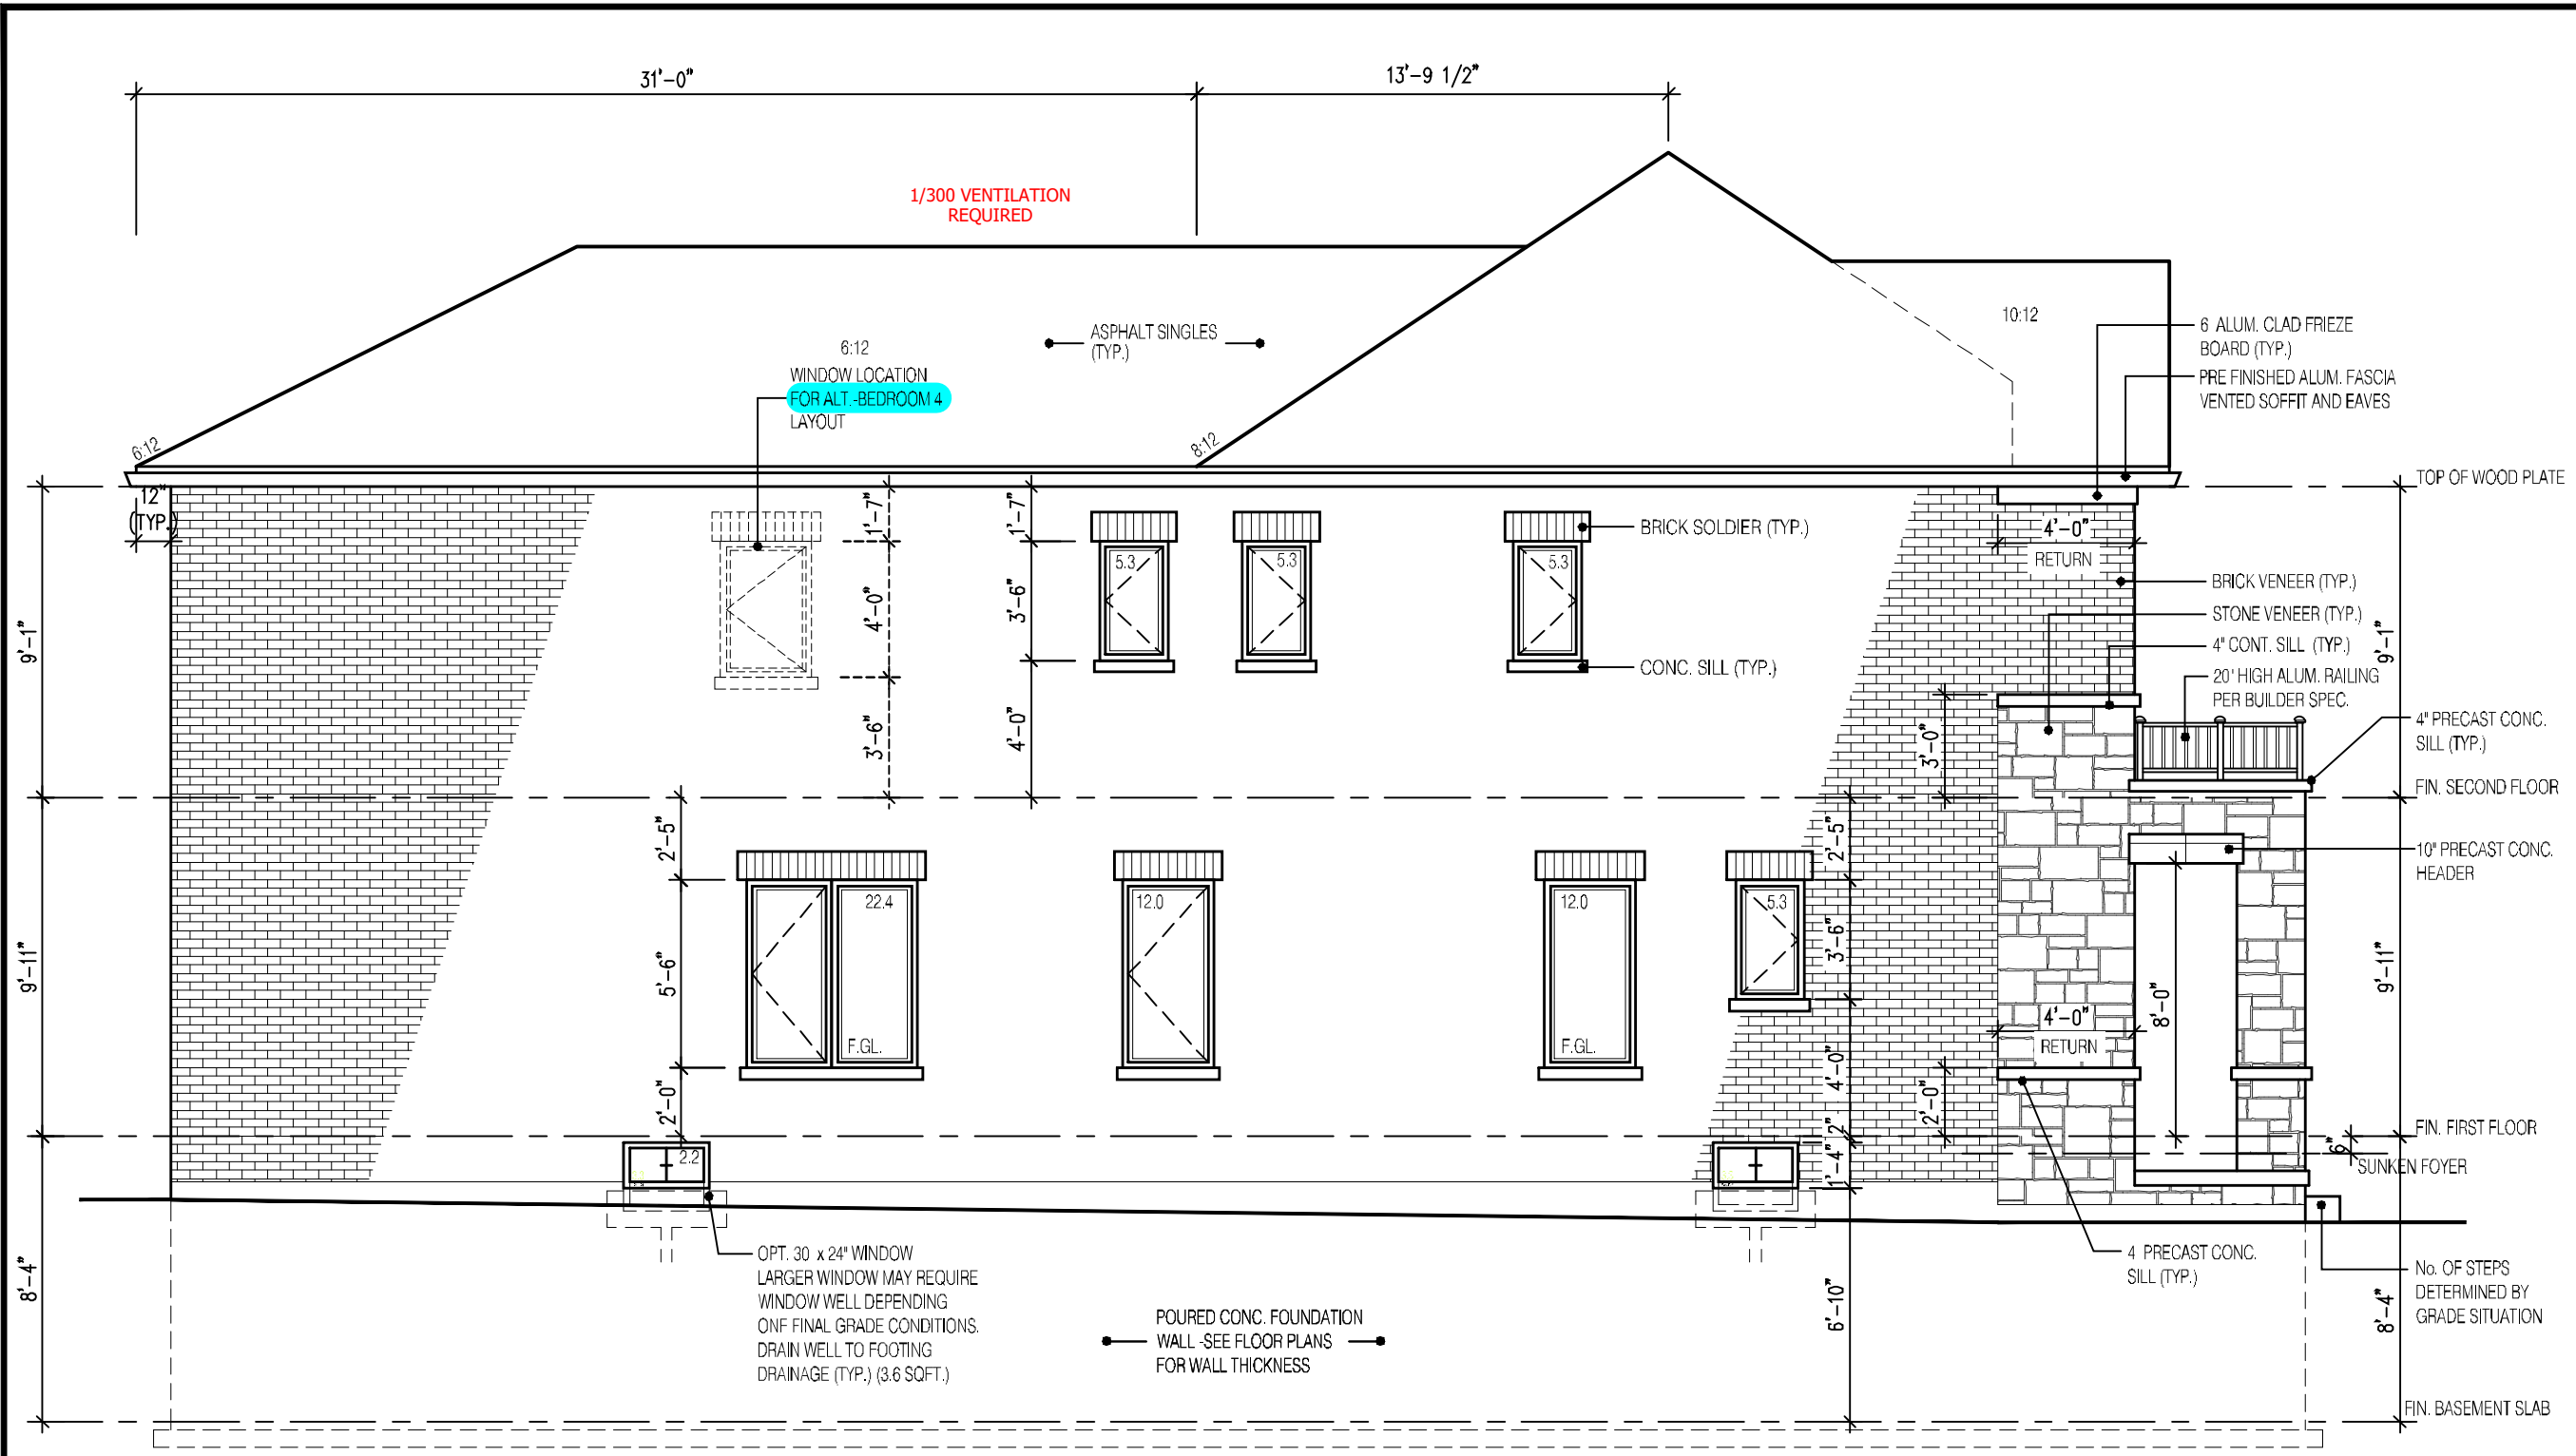 31'-0"
13'-9 1/2"
1/300 VENTILATION
REQUIRED
10:12
6 ALUM. CLAD FRIEZE
BOARD (TYP.)
ASPHALT SINGLES
(TYP.)
6:12
WINDOW LOCATION
FOR ALT.-BEDROOM 4
LAYOUT
PRE FINISHED ALUM. FASCIA
VENTED SOFFIT AND EAVES
6:12
8:12
TOP OF WOOD PLATE
12"
(TYP.)
1'-7"
1'-7"
BRICK SOLDIER (TYP.)
4'-0"
RETURN
5.3
5.3
5.3
BRICK VENEER (TYP.)
STONE VENEER (TYP.)
4" CONT. SILL (TYP.)
9'-1"
4'-0"
3'-6"
9'-1"
CONC. SILL (TYP.)
20' HIGH ALUM. RAILING
PER BUILDER SPEC.
4" PRECAST CONC.
SILL (TYP.)
3'-6"
4'-0"
3'-0"
FIN. SECOND FLOOR
2'-5"
2'-5"
10" PRECAST CONC.
HEADER
22.4
12.0
12.0
5.3
9'-11"
5'-6"
3'-6"
8'-0"
9'-11"
4'-0"
RETURN
F.GL.
F.GL.
2'-0"
4'-0"
2'-0"
FIN. FIRST FLOOR
2"
6"
SUNKEN FOYER
2.2
1'-4"
OPT. 30 x 24" WINDOW
LARGER WINDOW MAY REQUIRE
WINDOW WELL DEPENDING
ONF FINAL GRADE CONDITIONS.
DRAIN WELL TO FOOTING
DRAINAGE (TYP.) (3.6 SQFT.)
4 PRECAST CONC.
SILL (TYP.)
No. OF STEPS
DETERMINED BY
GRADE SITUATION
8'-4"
6'-10"
8'-4"
POURED CONC. FOUNDATION
WALL -SEE FLOOR PLANS
FOR WALL THICKNESS
FIN. BASEMENT SLAB